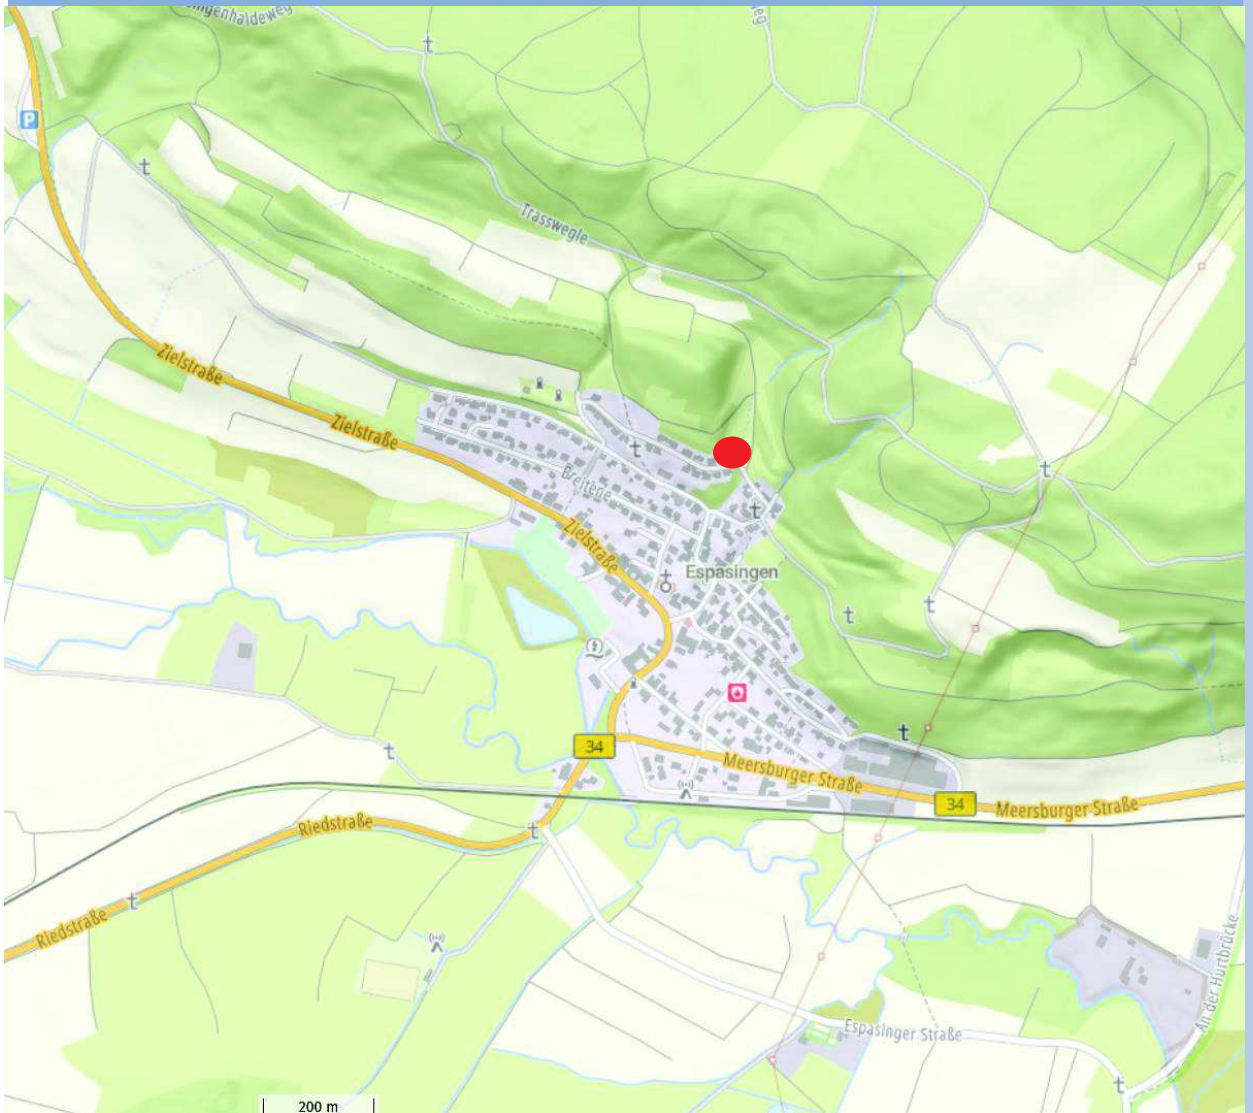 P
Trasswegle
Zielstraße
Zielstraße
Breitene
Zielstraße
Espasingen
34
Meersburger Straße
34
Meersburger Straße
Riedstraße
Riedstraße
An der Hurtbrücke
Espasinger Straße
200 m